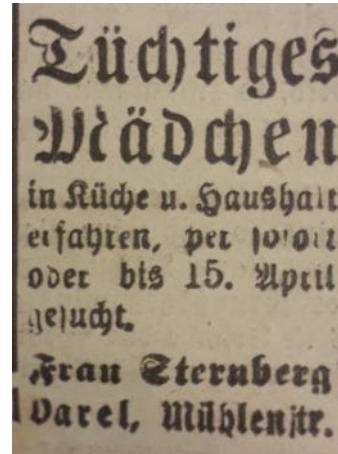 Tüchtiges
Mädchen
in Küche u. Haushalt
erfahren, per sofort
oder bis 15. April
gesucht.
Frau Sternberg
Varel, Mühlenstr.